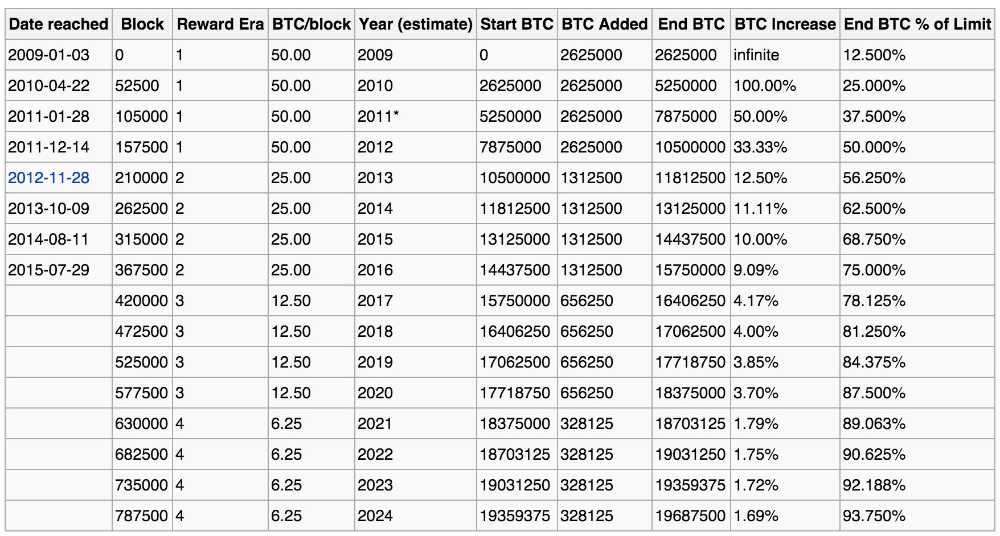 Date reached Block Reward Era BTC/block Year (estimate) Start BTC BTC Added End BTC BTC Increase End BTC % of Limit
2009-01-03 0 1 50.00 2009 0 2625000 2625000 infinite 12.500%
2010-04-22 52500 1 50.00 2010 2625000 2625000 5250000 100.00% 25.000%
2011-01-28 105000 1 50.00 2011* 5250000 2625000 7875000 50.00% 37.500%
2011-12-14 157500 1 50.00 2012 7875000 2625000 10500000 33.33% 50.000%
2012-11-28 210000 2 25.00 2013 10500000 1312500 11812500 12.50% 56.250%
2013-10-09 262500 2 25.00 2014 11812500 1312500 13125000 11.11% 62.500%
2014-08-11 315000 2 25.00 2015 13125000 1312500 14437500 10.00% 68.750%
2015-07-29 367500 2 25.00 2016 14437500 1312500 15750000 9.09% 75.000%
420000 3 12.50 2017 15750000 656250 16406250 4.17% 78.125%
472500 3 12.50 2018 16406250 656250 17062500 4.00% 81.250%
525000 3 12.50 2019 17062500 656250 17718750 3.85% 84.375%
577500 3 12.50 2020 17718750 656250 18375000 3.70% 87.500%
630000 4 6.25 2021 18375000 328125 18703125 1.79% 89.063%
682500 4 6.25 2022 18703125 328125 19031250 1.75% 90.625%
735000 4 6.25 2023 19031250 328125 19359375 1.72% 92.188%
787500 4 6.25 2024 19359375 328125 19687500 1.69% 93.750%